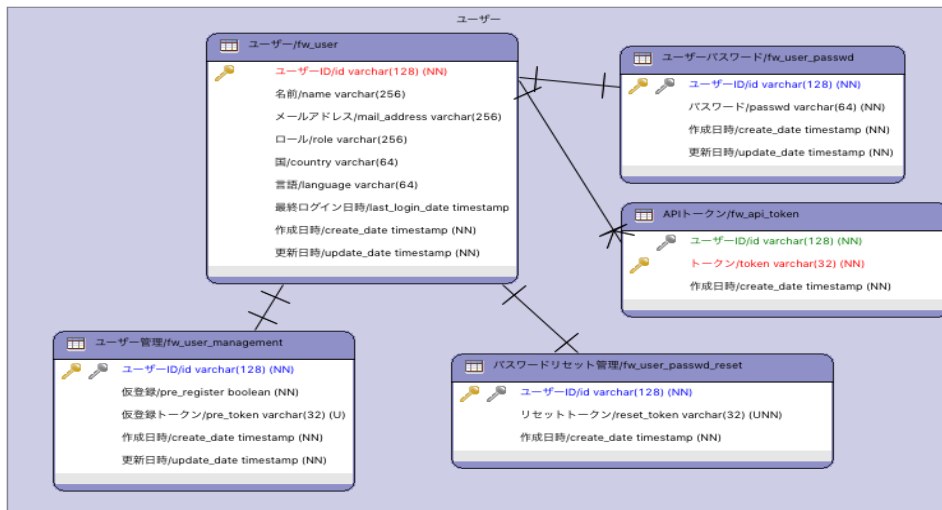 ユーザー
ユーザー/fw_user
ユーザーID/id varchar(128) (NN)
名前/name varchar(256)
メールアドレス/mail_address varchar(256)
ロール/role varchar(256)
国/country varchar(64)
言語/language varchar(64)
最終ログイン日時/last_login_date timestamp
作成日時/create_date timestamp (NN)
更新日時/update_date timestamp (NN)
ユーザーパスワード/fw_user_passwd
ユーザーID/id varchar(128) (NN)
パスワード/passwd varchar(64) (NN)
作成日時/create_date timestamp (NN)
更新日時/update_date timestamp (NN)
APIトークン/fw_api_token
ユーザーID/id varchar(128) (NN)
トークン/token varchar(32) (NN)
作成日時/create_date timestamp (NN)
ユーザー管理/fw_user_management
ユーザーID/id varchar(128) (NN)
仮登録/pre_register boolean (NN)
仮登録トークン/pre_token varchar(32) (U)
作成日時/create_date timestamp (NN)
更新日時/update_date timestamp (NN)
パスワードリセット管理/fw_user_passwd_reset
ユーザーID/id varchar(128) (NN)
リセットトークン/reset_token varchar(32) (UNN)
作成日時/create_date timestamp (NN)